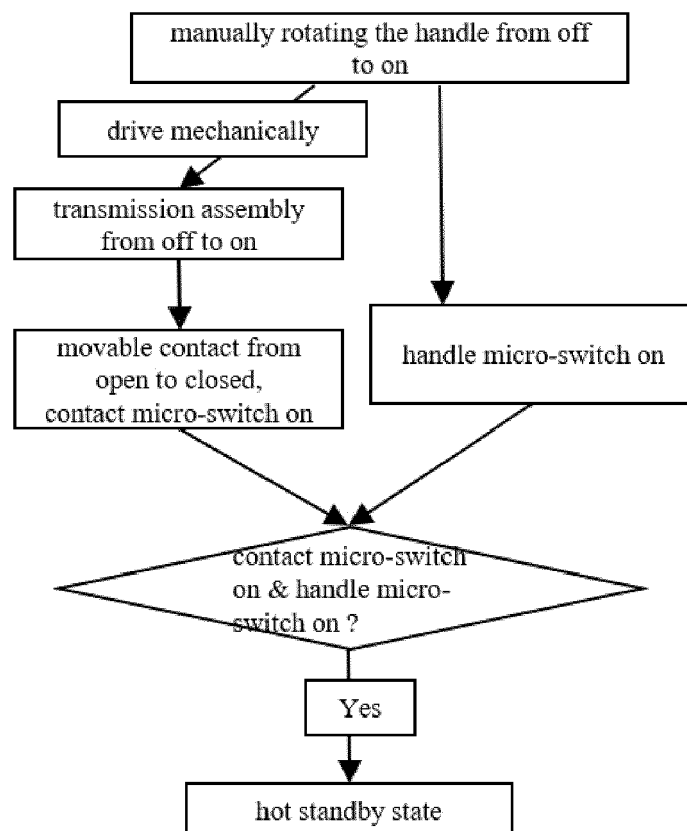 manually rotating the handle from off
to on
drive mechanically
transmission assembly
from off to on
movable contact from
open to closed,
contact micro-switch on
handle micro-switch on
contact micro-switch
on & handle micro-
switch on ?
Yes
hot standby state